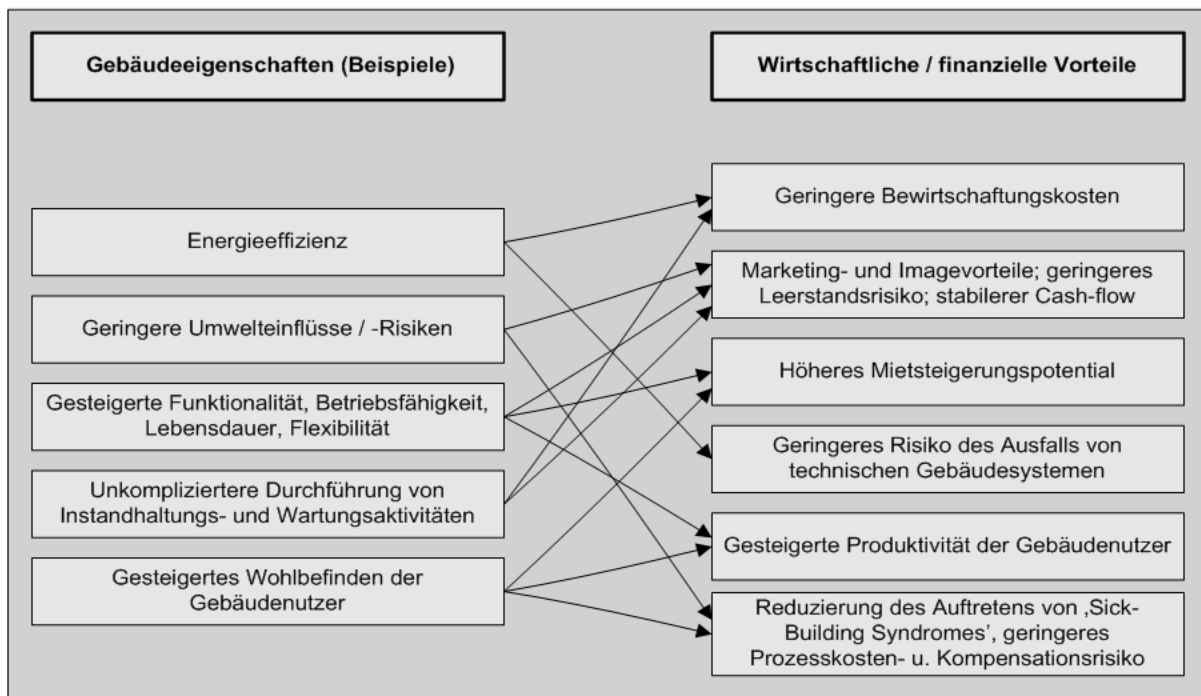 Gebäudeeigenschaften (Beispiele)
Wirtschaftliche / finanzielle Vorteile
Energieeffizienz
Geringere Umwelteinflüsse / -Risiken
Gesteigerte Funktionalität, Betriebsfähigkeit,
Lebensdauer, Flexibilität
Unkompliziertere Durchführung von
Instandhaltungs- und Wartungsaktivitäten
Gesteigertes Wohlbefinden der
Gebäudenutzer
Geringere Bewirtschaftungskosten
Marketing- und Imagevorteile; geringeres
Leerstandsrisiko; stabilerer Cash-flow
Höheres Mietsteigerungspotential
Geringeres Risiko des Ausfalls von
technischen Gebäudesystemen
Gesteigerte Produktivität der Gebäudenutzer
Reduzierung des Auftretens von ‚Sick-
Building Syndromes’, geringeres
Prozesskosten- u. Kompensationsrisiko